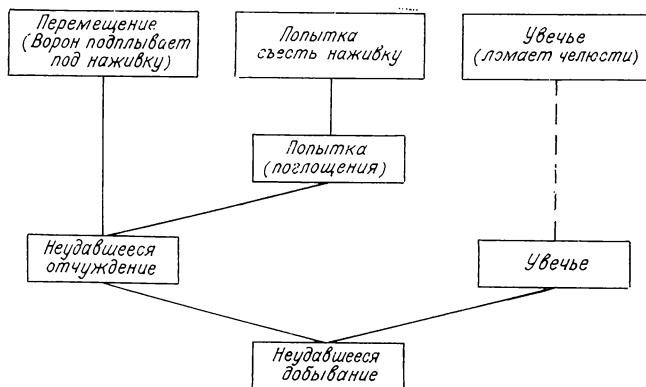 Перемещение
(Ворон подплывает
под наживку)
Попытка
съесть наживку
Увечье
(ломает челюсти)
Попытка
(поглощения)
Неудавшееся
отчуждение
Увечье
Неудавшееся
добывание